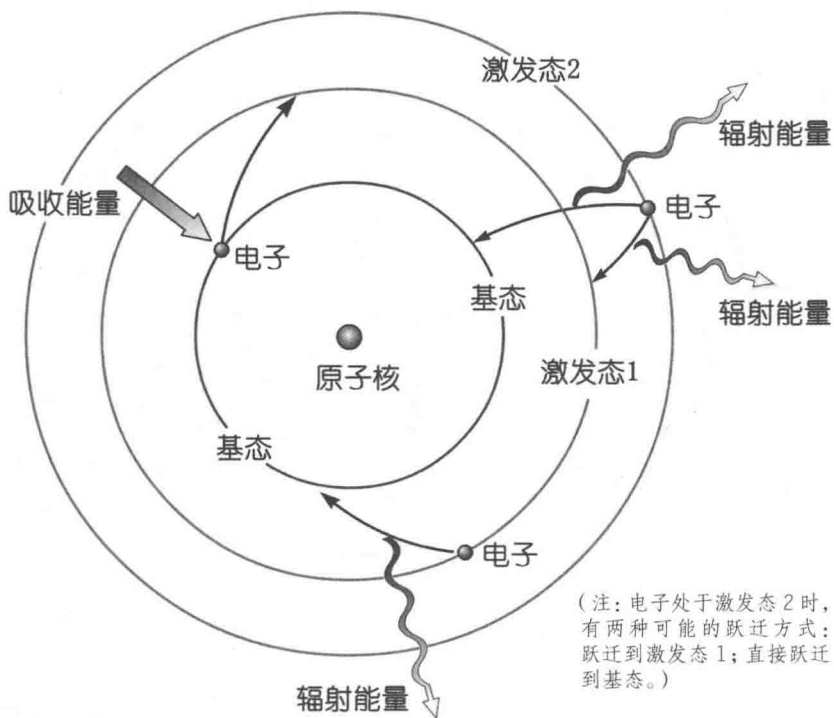 激发态2
辐射能量
吸收能量
电子
电子
基态
辐射能量
原子核
激发态1
基态
电子
(注:电子处于激发态2时,
有两种可能的跃迁方式:
跃迁到激发态1;直接跃迁
到基态。)
辐射能量